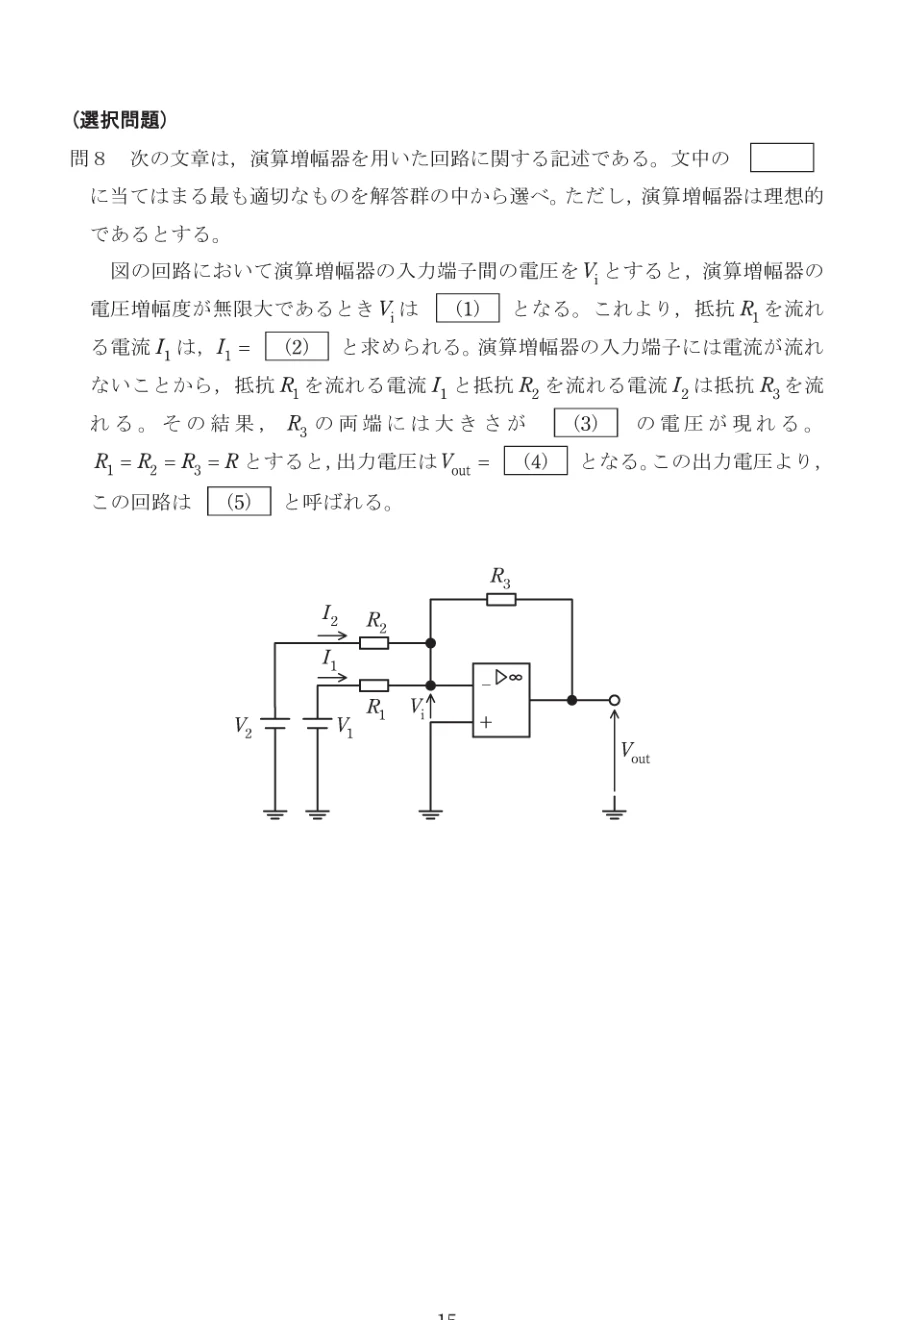 (選択問題)
問8 次の文章は，演算増幅器を用いた回路に関する記述である。文中の
に当てはまる最も適切なものを解答群の中から選べ。ただし，演算増幅器は理想的
であるとする。
図の回路において演算増幅器の入力端子間の電圧をViとすると，演算増幅器の
電圧増幅度が無限大であるときViは (1) となる。これより，抵抗R1を流れ
る電流I1は，I1 = (2) と求められる。演算増幅器の入力端子には電流が流れ
ないことから，抵抗R1を流れる電流I1と抵抗R2を流れる電流I2は抵抗R3を流
れる。その結果，R3の両端には大きさが (3) の電圧が現れる。
R1 = R2 = R3 = Rとすると，出力電圧はVout = (4) となる。この出力電圧より，
この回路は (5) と呼ばれる。
R3
I2
R2
I1
▷∞
−
R1
Vi
V2
V1
+
Vout
15